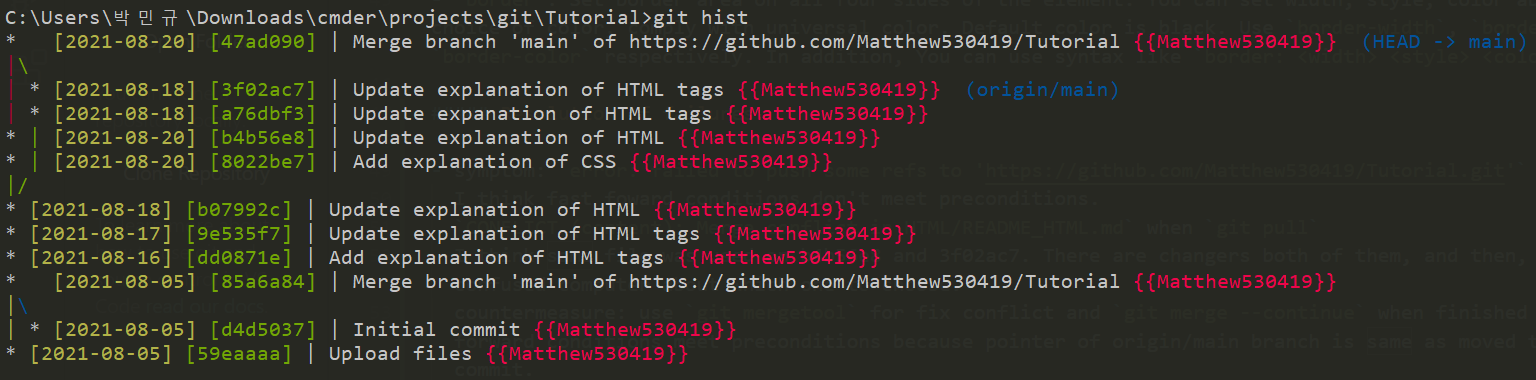 C:\Users\박민규\Downloads\cmder\projects\git\Tutorial>git hist
*   [2021-08-20] [47ad090] | Merge branch 'main' of https://github.com/Matthew530419/Tutorial {{Matthew530419}}  (HEAD -> main)
|\
| * [2021-08-18] [3f02ac7] | Update explanation of HTML tags {{Matthew530419}}  (origin/main)
| * [2021-08-18] [a76dbf3] | Update expanation of HTML tags {{Matthew530419}}
* | [2021-08-20] [b4b56e8] | Update explanation of HTML {{Matthew530419}}
* | [2021-08-20] [8022be7] | Add explanation of CSS {{Matthew530419}}
|/
* [2021-08-18] [b07992c] | Update explanation of HTML {{Matthew530419}}
* [2021-08-17] [9e535f7] | Update explanation of HTML tags {{Matthew530419}}
* [2021-08-16] [dd0871e] | Add explanation of HTML tags {{Matthew530419}}
*   [2021-08-05] [85a6a84] | Merge branch 'main' of https://github.com/Matthew530419/Tutorial {{Matthew530419}}
|\
| * [2021-08-05] [d4d5037] | Initial commit {{Matthew530419}}
* [2021-08-05] [59eaaaa] | Upload files {{Matthew530419}}